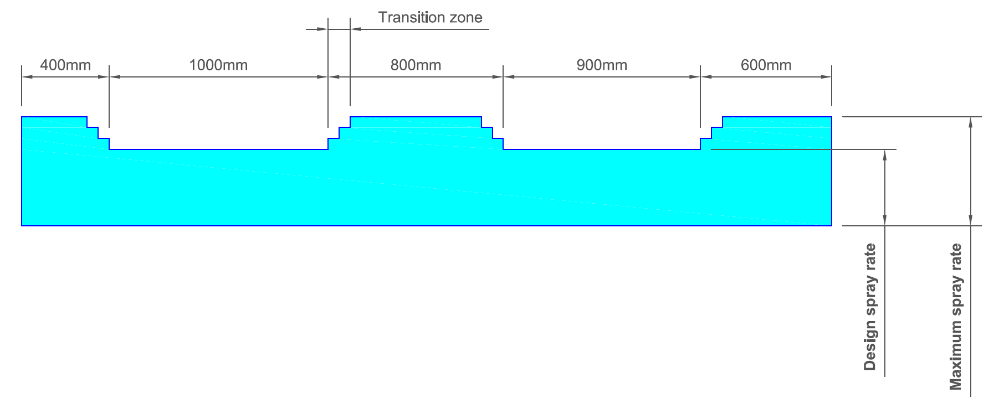 Transition zone
400mm
1000mm
800mm
900mm
600mm
Design spray rate
Maximum spray rate